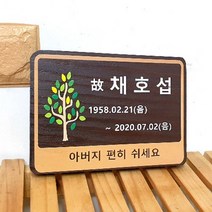 故 채호섭
1958.02.21(음)
~ 2020.07.02(음)
아버지 편히 쉬세요